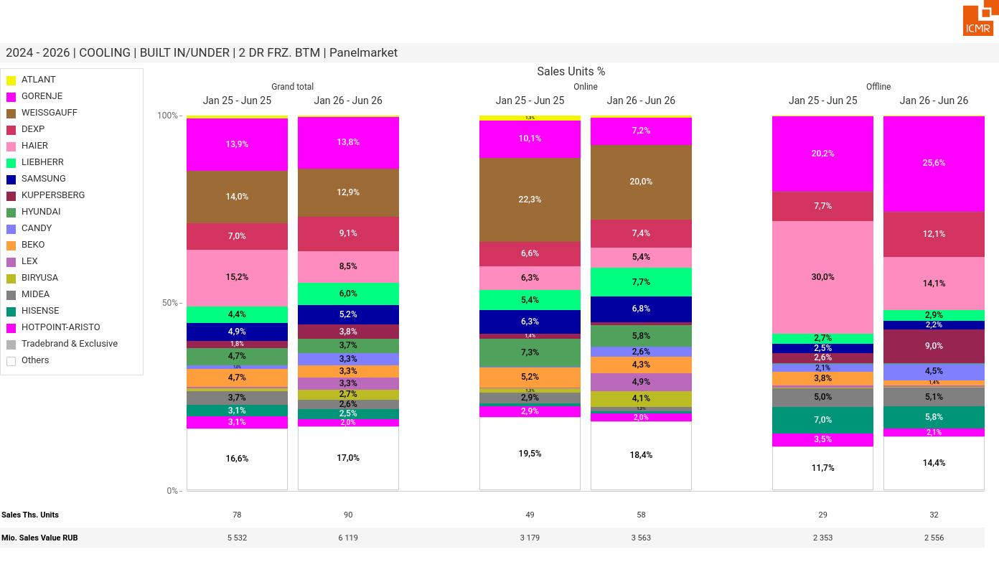 ICMR
2024 - 2026 | COOLING | BUILT IN/UNDER | 2 DR FRZ. BTM | Panelmarket
ATLANT
GORENJE
WEISSGAUFF
DEXP
HAIER
LIEBHERR
SAMSUNG
KUPPERSBERG
HYUNDAI
CANDY
BEKO
LEX
BIRYUSA
MIDEA
HISENSE
HOTPOINT-ARISTO
Tradebrand & Exclusive
Others
Sales Units %
Grand total
Online
Offline
Jan 25 - Jun 25
Jan 26 - Jun 26
Jan 25 - Jun 25
Jan 26 - Jun 26
Jan 25 - Jun 25
Jan 26 - Jun 26
100%
50%
0%
13,9%
14,0%
7,0%
15,2%
4,4%
4,9%
1,8%
4,7%
1,0%
4,7%
3,7%
3,1%
3,1%
16,6%
13,8%
12,9%
9,1%
8,5%
6,0%
5,2%
3,8%
3,7%
3,3%
3,3%
3,3%
2,7%
2,6%
2,5%
2,0%
17,0%
1,3%
10,1%
22,3%
6,6%
6,3%
5,4%
6,3%
1,4%
7,3%
5,2%
1,3%
2,9%
2,9%
19,5%
7,2%
20,0%
7,4%
5,4%
7,7%
6,8%
5,8%
2,6%
4,3%
4,9%
4,1%
1,2%
2,0%
18,4%
20,2%
7,7%
30,0%
2,7%
2,5%
2,6%
2,1%
3,8%
5,0%
7,0%
3,5%
11,7%
25,6%
12,1%
14,1%
2,9%
2,2%
9,0%
4,5%
1,4%
5,1%
5,8%
2,1%
14,4%
Sales Ths. Units 78 90 49 58 29 32
Mio. Sales Value RUB 5 532 6 119 3 179 3 563 2 353 2 556